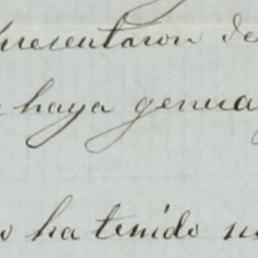 presentaron de
haya genera
ha tenido